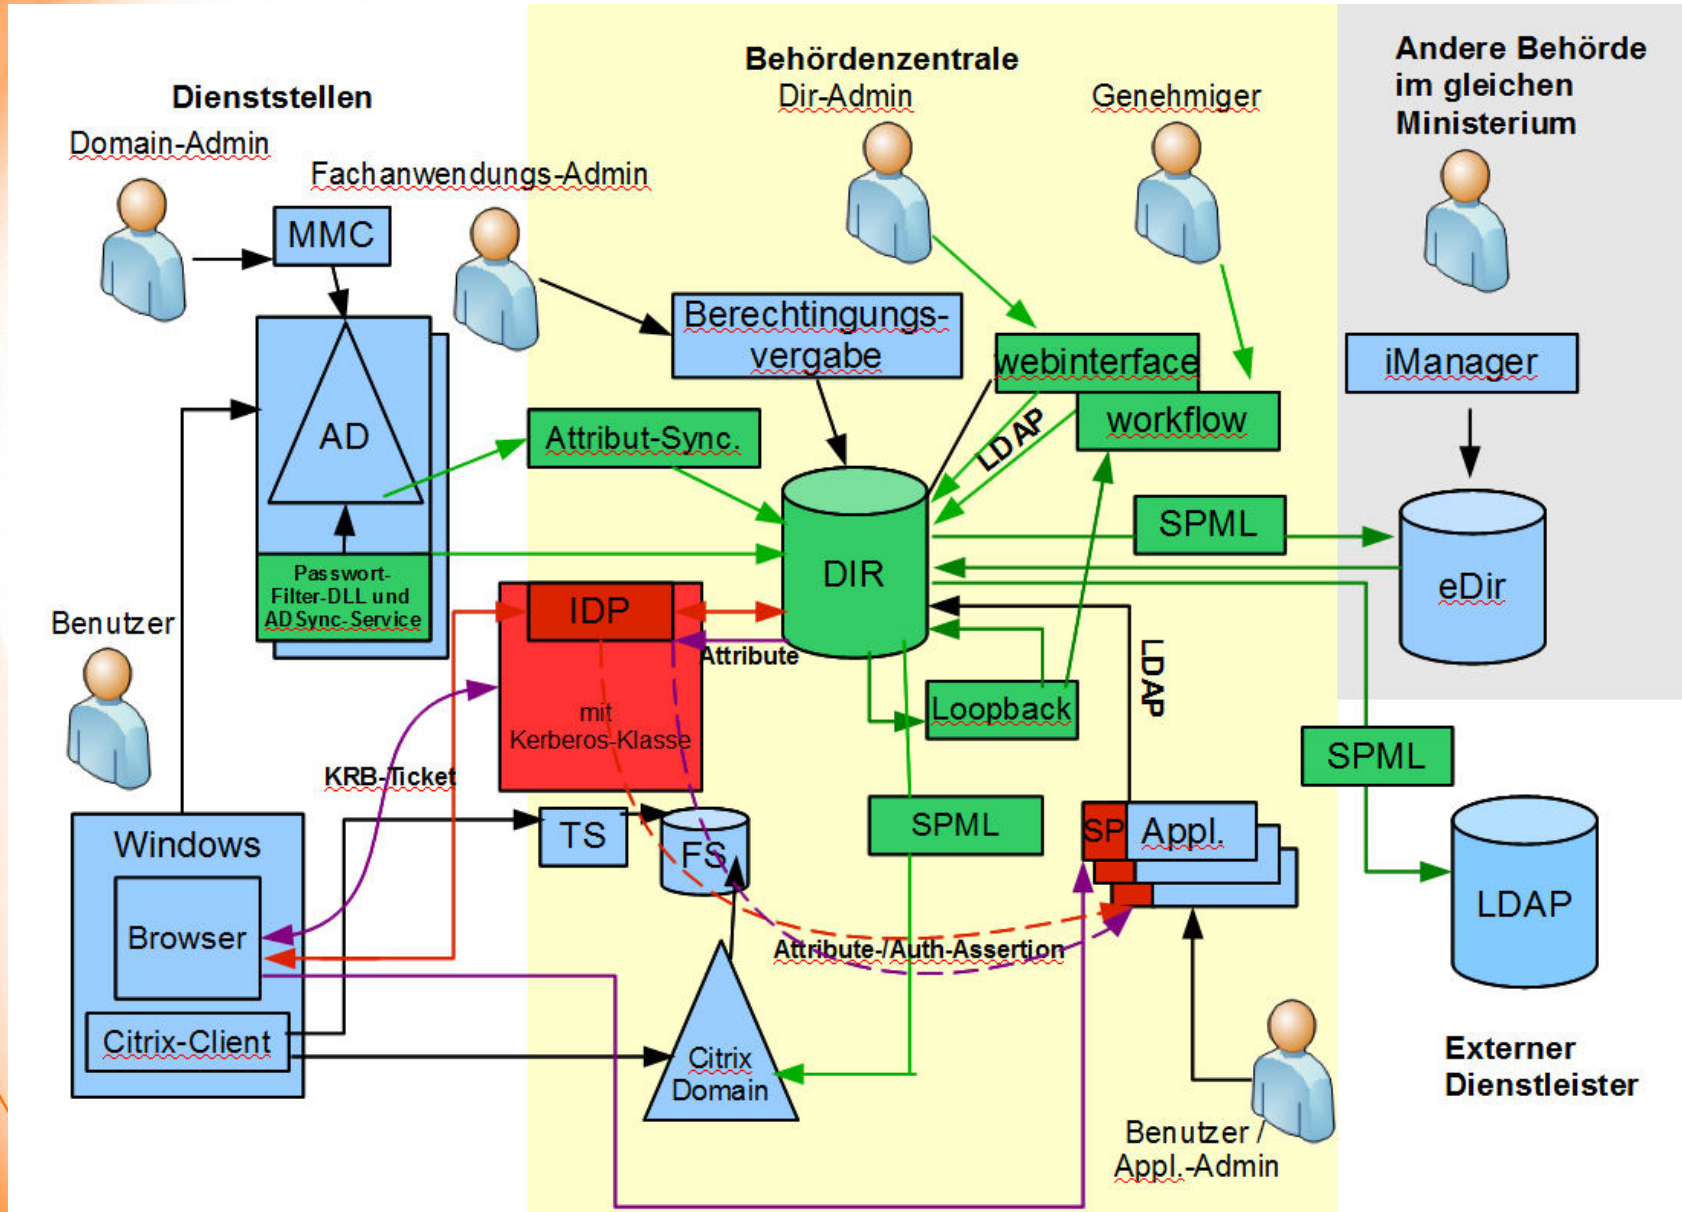 Dienststellen
Domain-Admin
MMC
Fachanwendungs-Admin
AD
Passwort-
Filter-DLL und
ADSync-Service
Benutzer
Windows
Browser
Citrix-Client
KRB-Ticket
Behördenzentrale
Dir-Admin
Genehmiger
Berechtingungs-
vergabe
webinterface
workflow
LDAP
Attribut-Sync.
DIR
SPML
IDP
Attribute
mit
Kerberos-Klasse
Loopback
LDAP
TS
FS
SPML
SP
Appl.
Attribute-/Auth-Assertion
Citrix
Domain
Benutzer /
Appl.-Admin
Andere Behörde
im gleichen
Ministerium
iManager
eDir
SPML
LDAP
Externer
Dienstleister